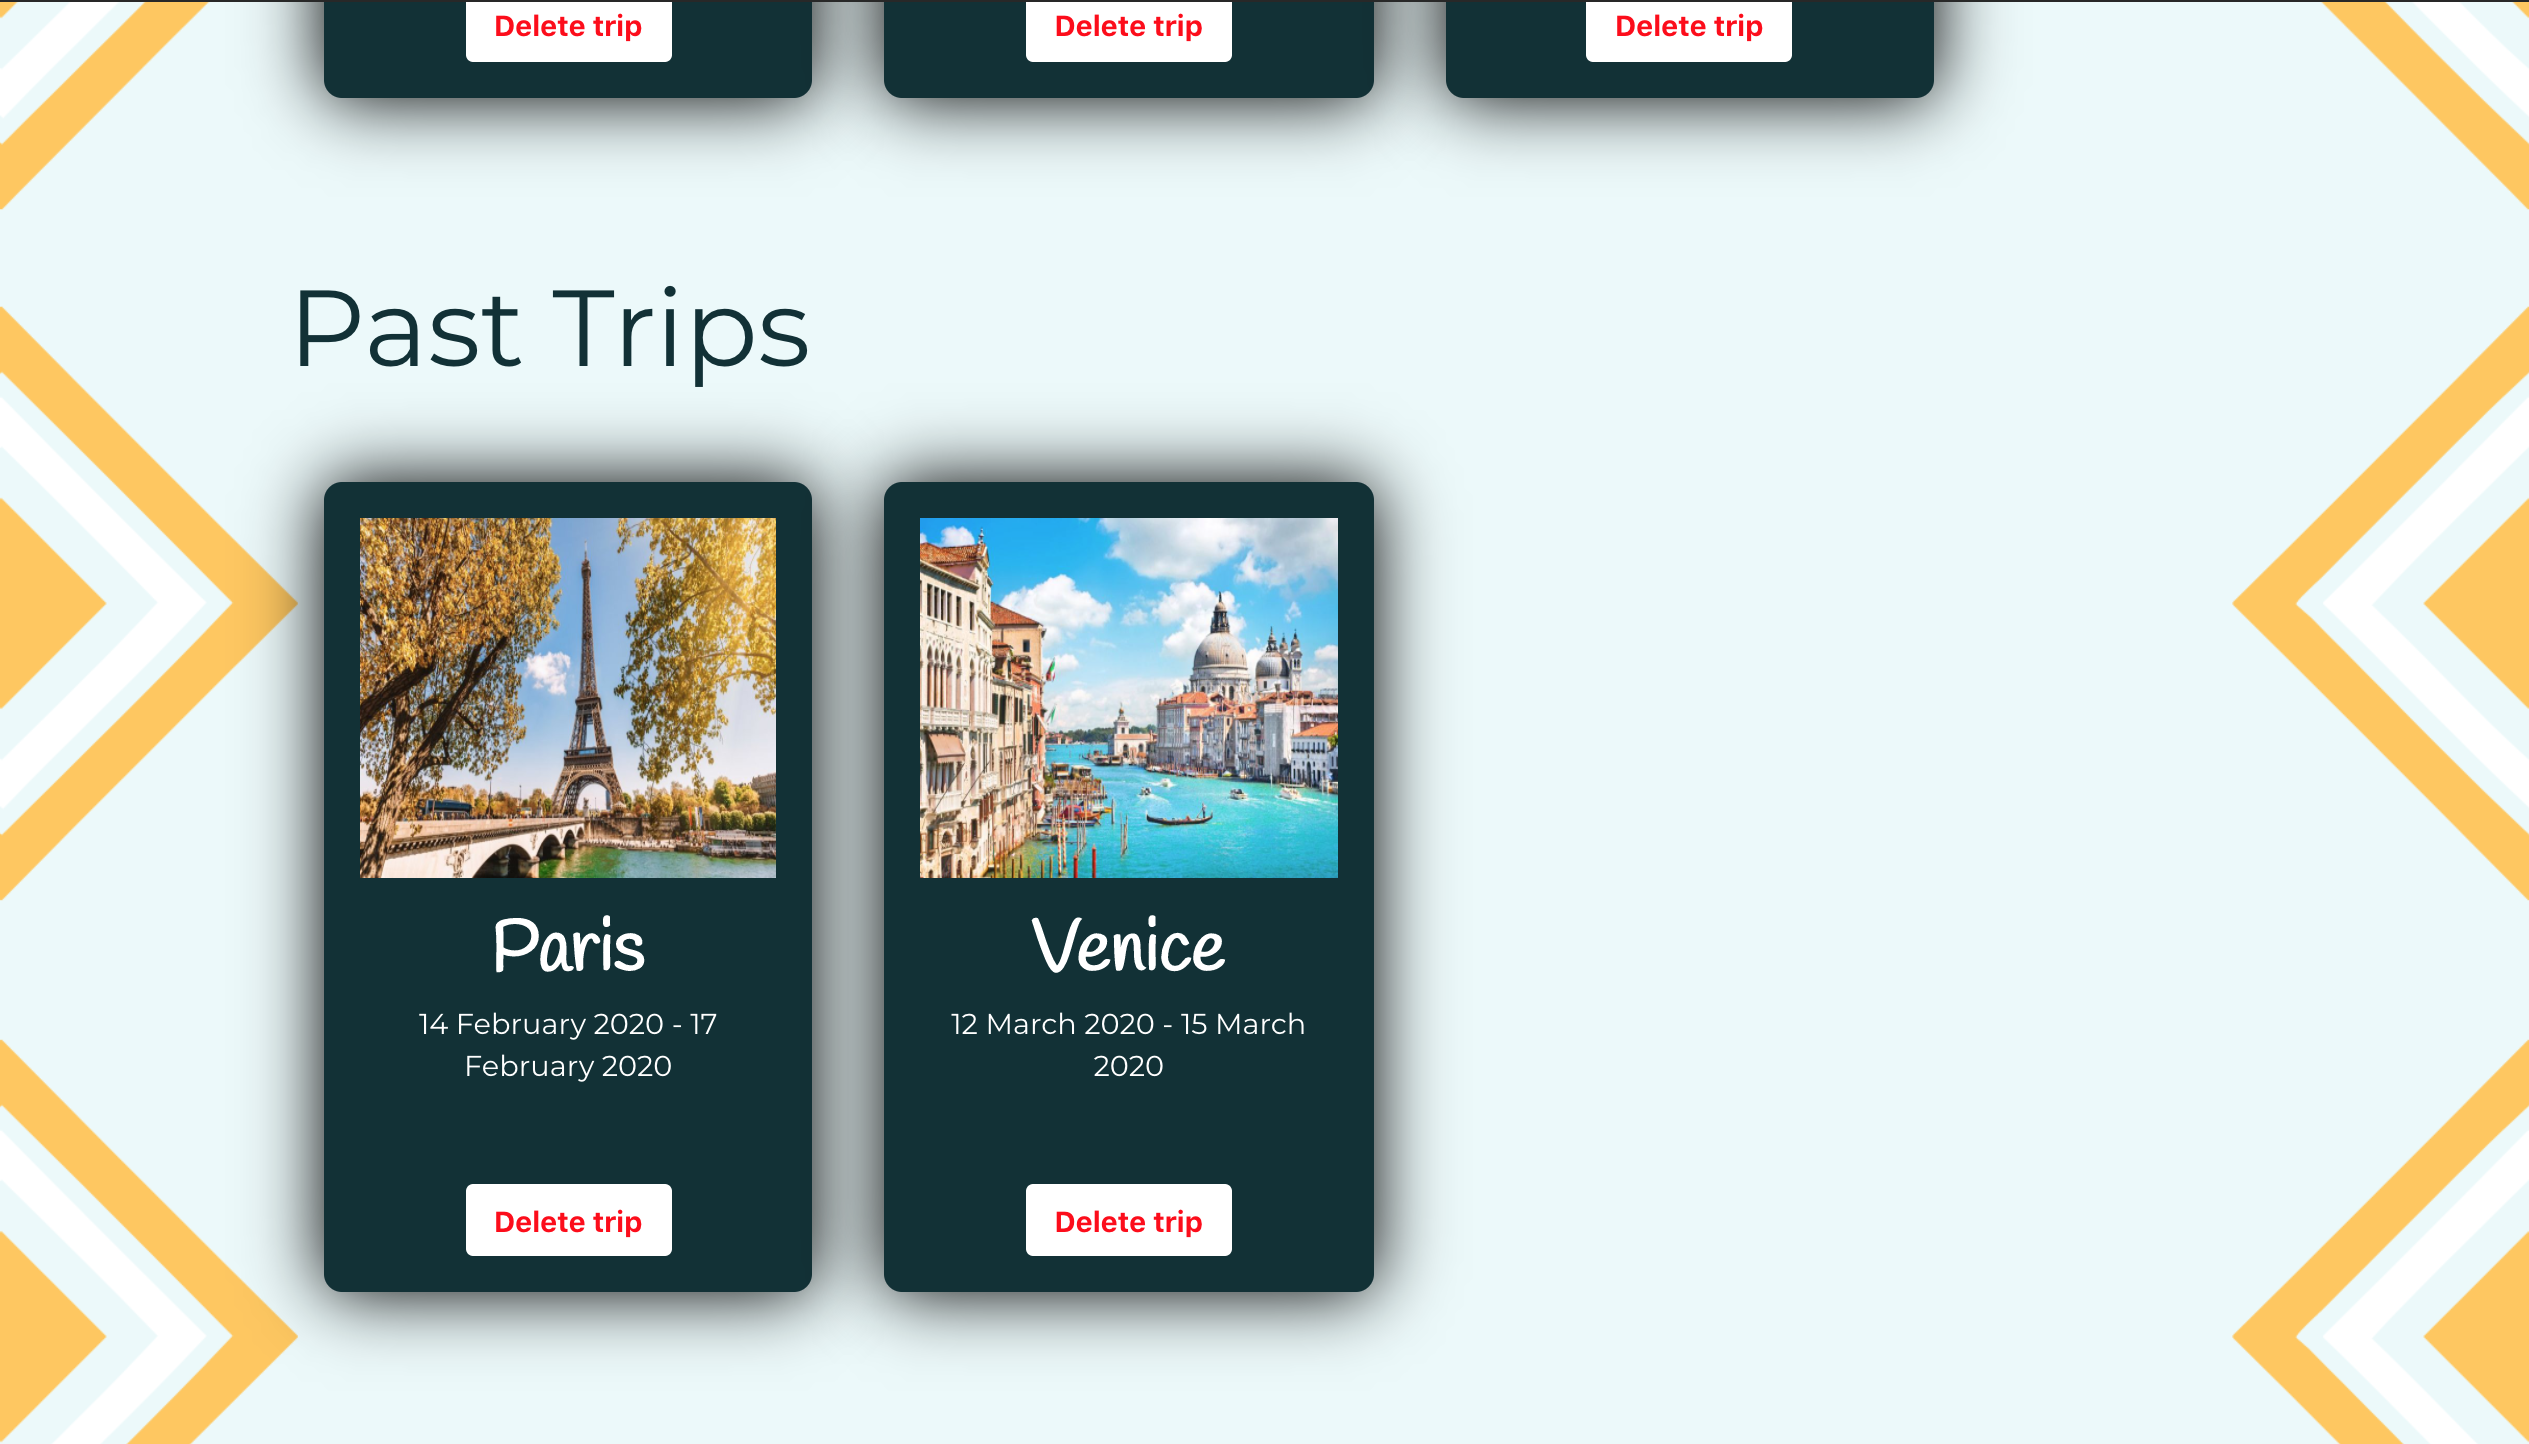 Delete trip
Delete trip
Delete trip
Past Trips
Paris
14 February 2020 - 17
February 2020
Delete trip
Venice
12 March 2020 - 15 March
2020
Delete trip